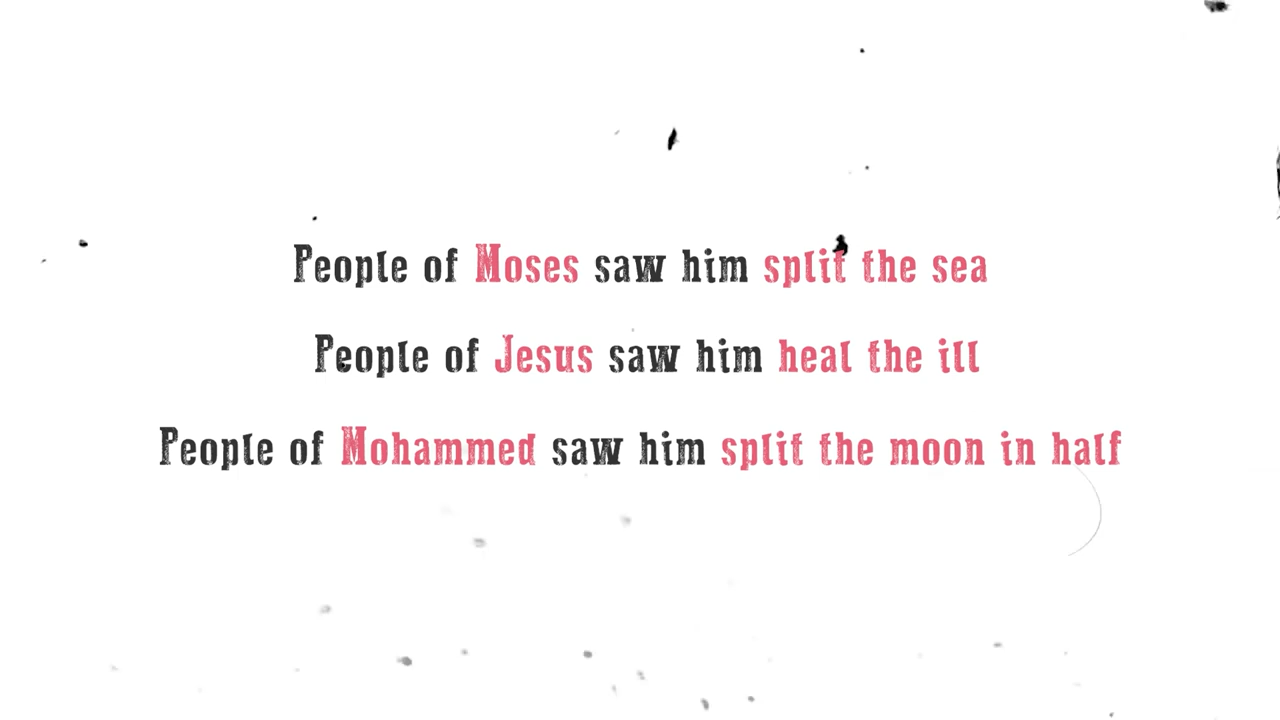 People of Moses saw him split the sea
People of Jesus saw him heal the ill
People of Mohammed saw him split the moon in half